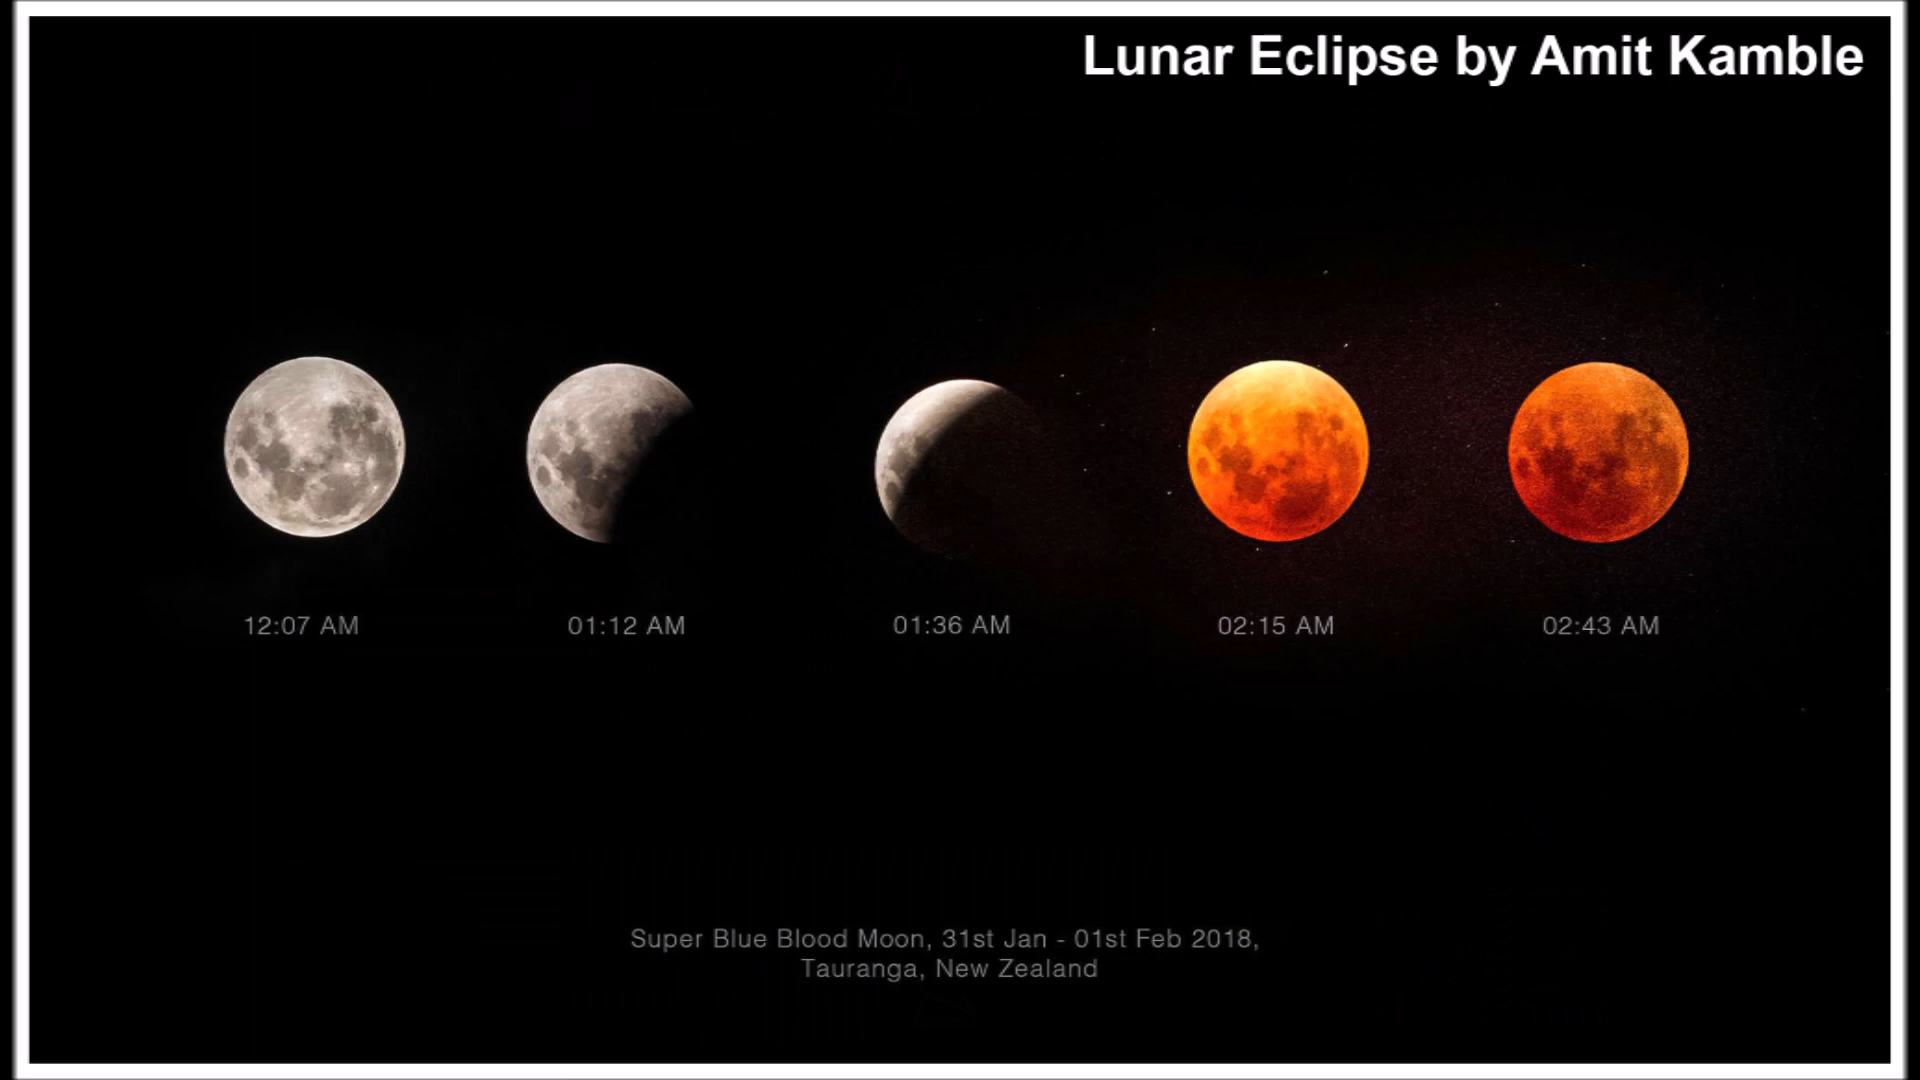 Lunar Eclipse by Amit Kamble
12:07 AM
01:12 AM
01:36 AM
02:15 AM
02:43 AM
Super Blue Blood Moon, 31st Jan - 01st Feb 2018,
Tauranga, New Zealand